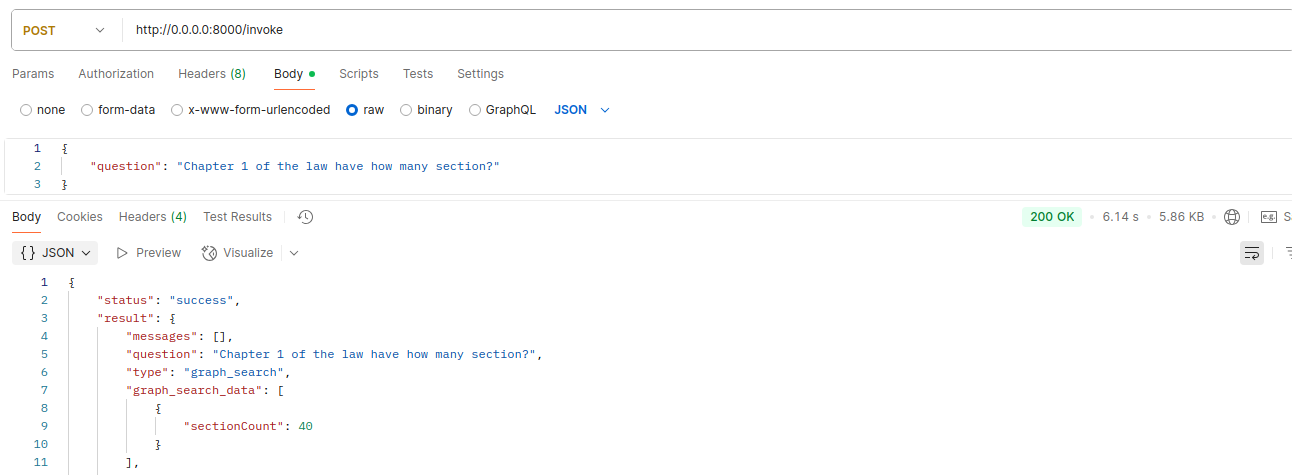 POST http://0.0.0.0:8000/invoke
Params Authorization Headers (8) Body Scripts Tests Settings
none form-data x-www-form-urlencoded raw binary GraphQL JSON
1 {
2 "question": "Chapter 1 of the law have how many section?"
3 }
Body Cookies Headers (4) Test Results 200 OK 6.14 s 5.86 KB e.g.
{} JSON Preview Visualize
1 {
2 "status": "success",
3 "result": {
4 "messages": [],
5 "question": "Chapter 1 of the law have how many section?",
6 "type": "graph_search",
7 "graph_search_data": [
8 {
9 "sectionCount": 40
10 }
11 ],